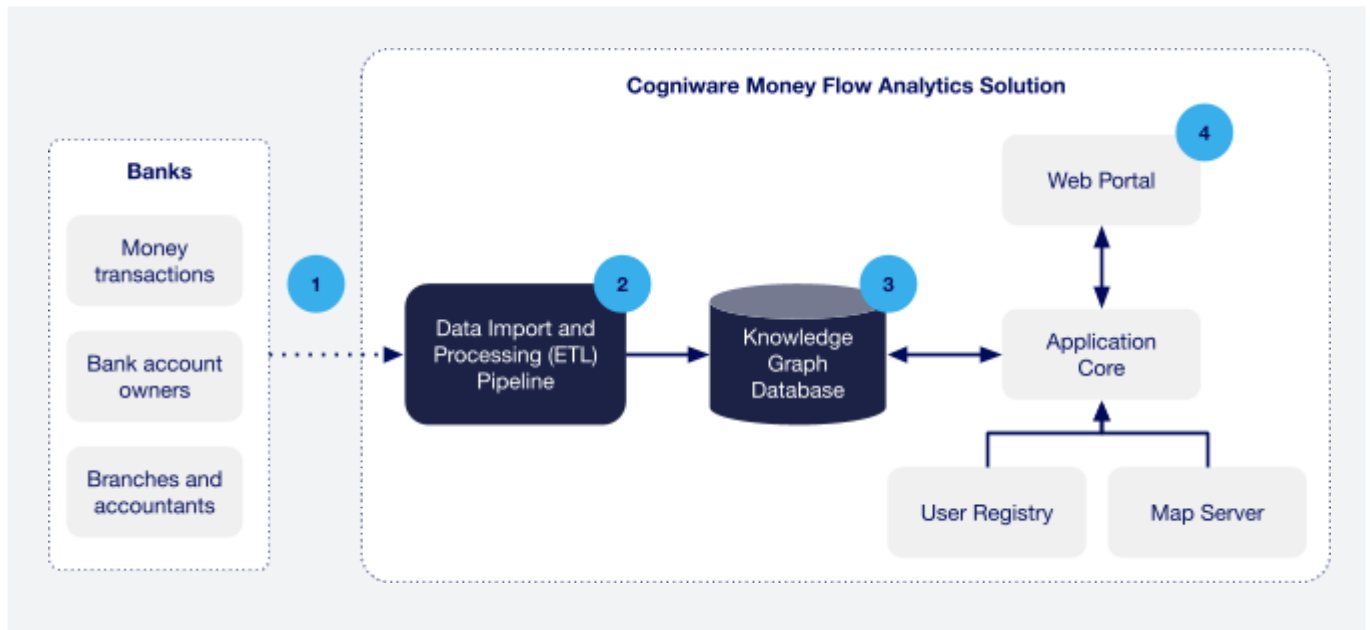 Cogniware Money Flow Analytics Solution
Banks
Money
transactions
Bank account
owners
Branches and
accountants
1
2
Data Import and
Processing (ETL)
Pipeline
3
Knowledge
Graph
Database
4
Web Portal
Application
Core
User Registry
Map Server